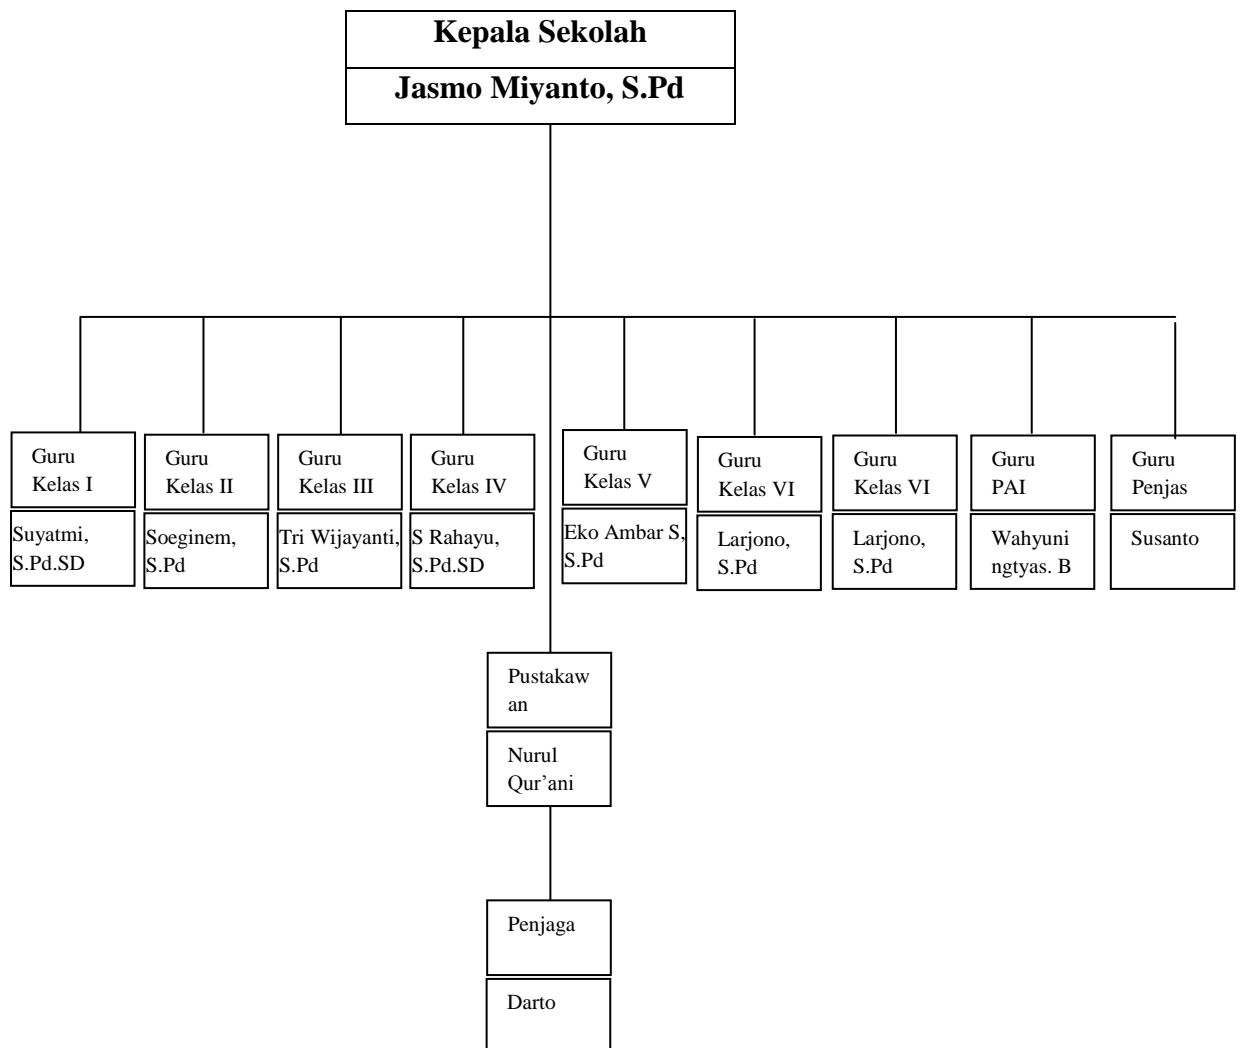 Kepala Sekolah
Jasmo Miyanto, S.Pd
Guru
Kelas I
Suyatmi,
S.Pd.SD
Guru
Kelas II
Soeginem,
S.Pd
Guru
Kelas III
Tri Wijayanti,
S.Pd
Guru
Kelas IV
S Rahayu,
S.Pd.SD
Guru
Kelas V
Eko Ambar S,
S.Pd
Guru
Kelas VI
Larjono,
S.Pd
Guru
Kelas VI
Larjono,
S.Pd
Guru
PAI
Wahyuni
ngtyas. B
Guru
Penjas
Susanto
Pustakaw
an
Nurul
Qur’ani
Penjaga
Darto